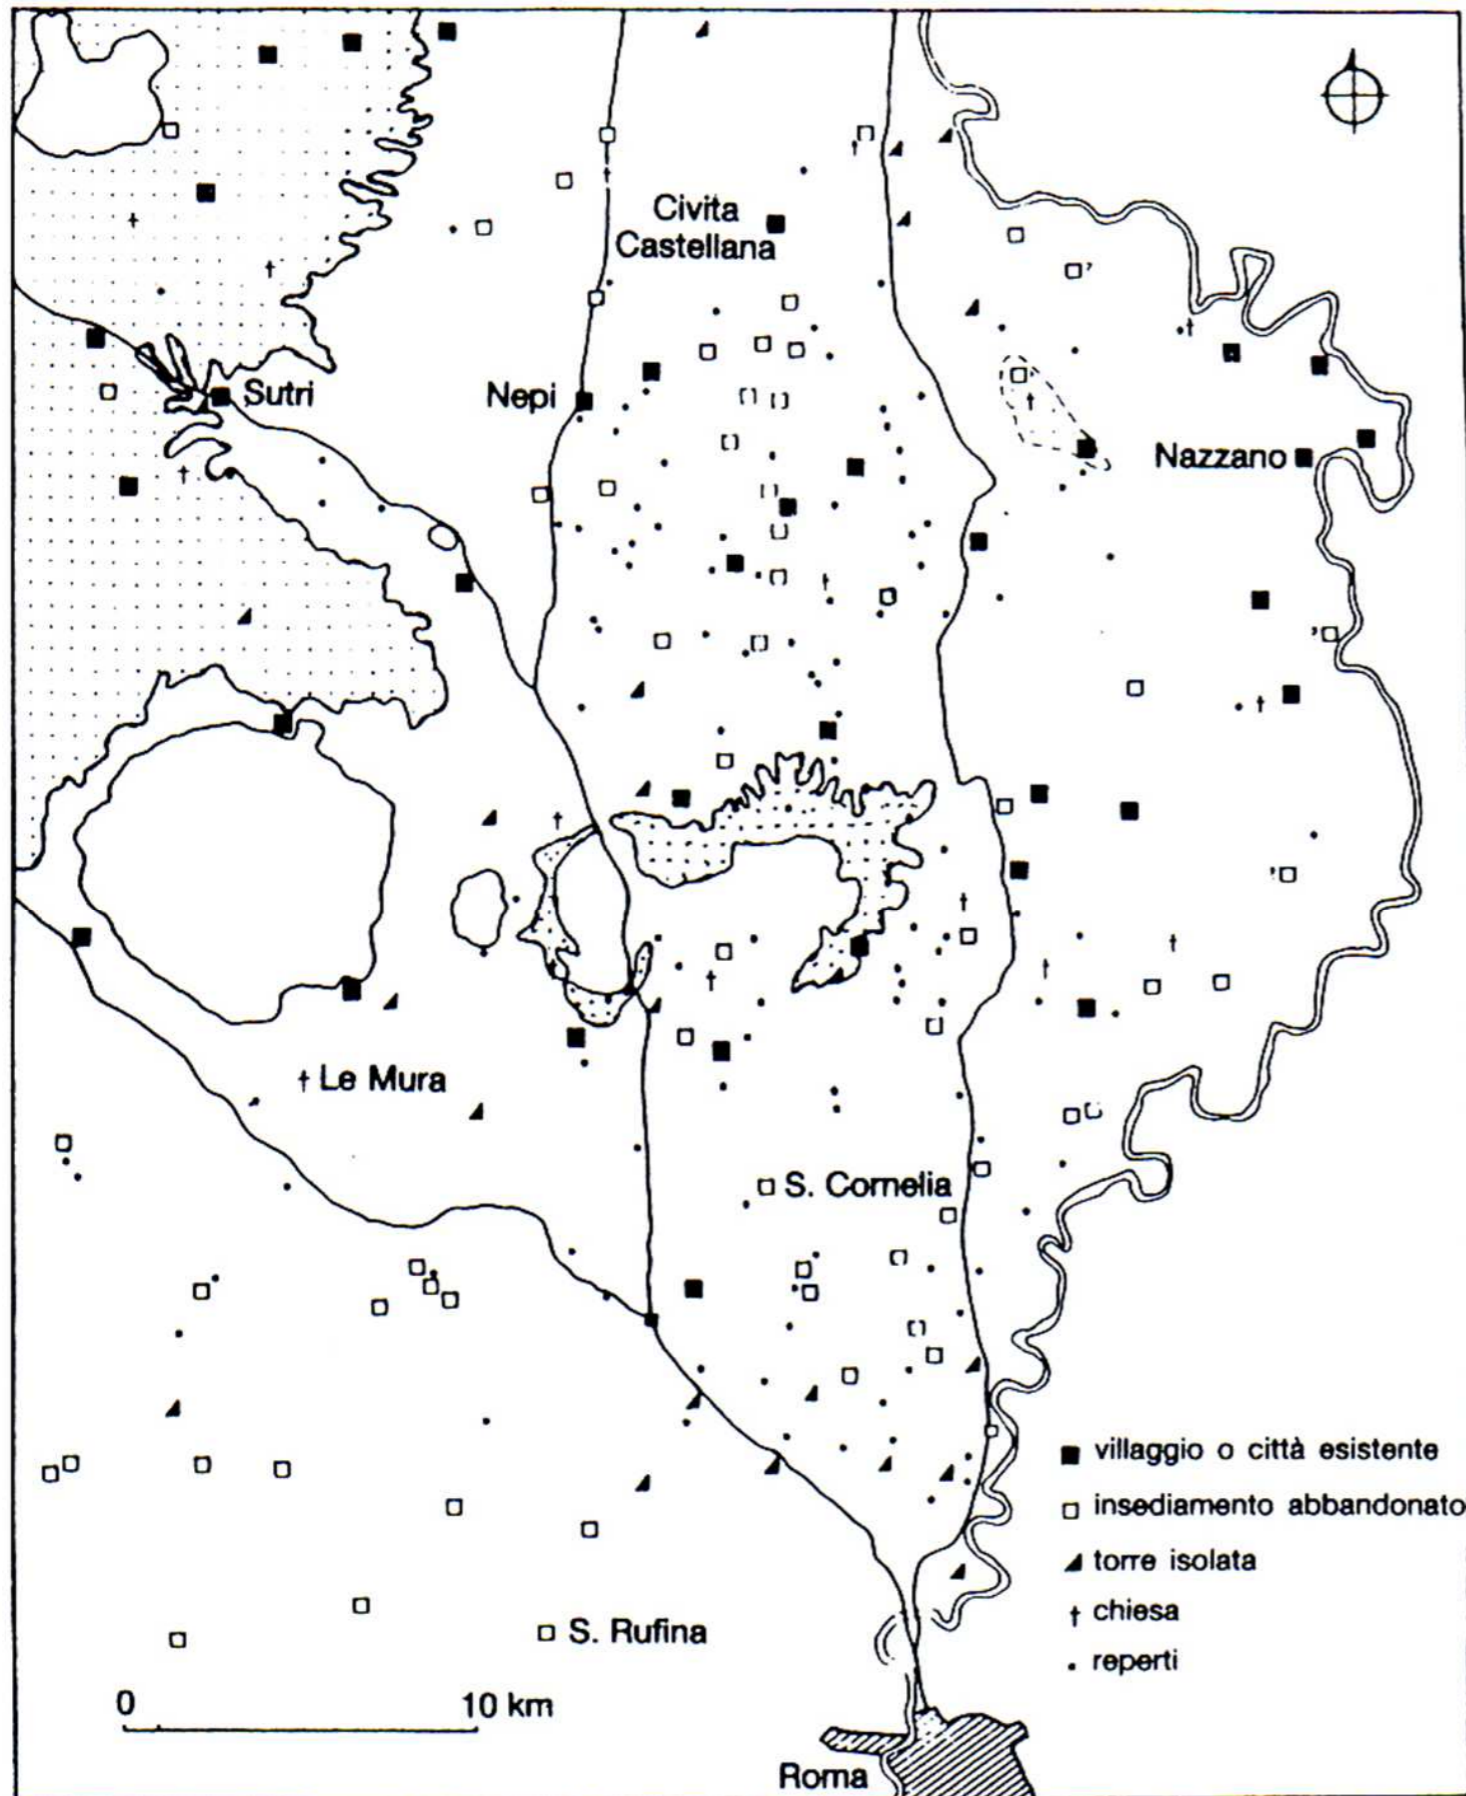 Civita
Castellana
Sutri
Nepi
Nazzano
Le Mura
S. Cornelia
villaggio o città esistente
insediamento abbandonato
torre isolata
chiesa
reperti
S. Rufina
0 10 km
Roma